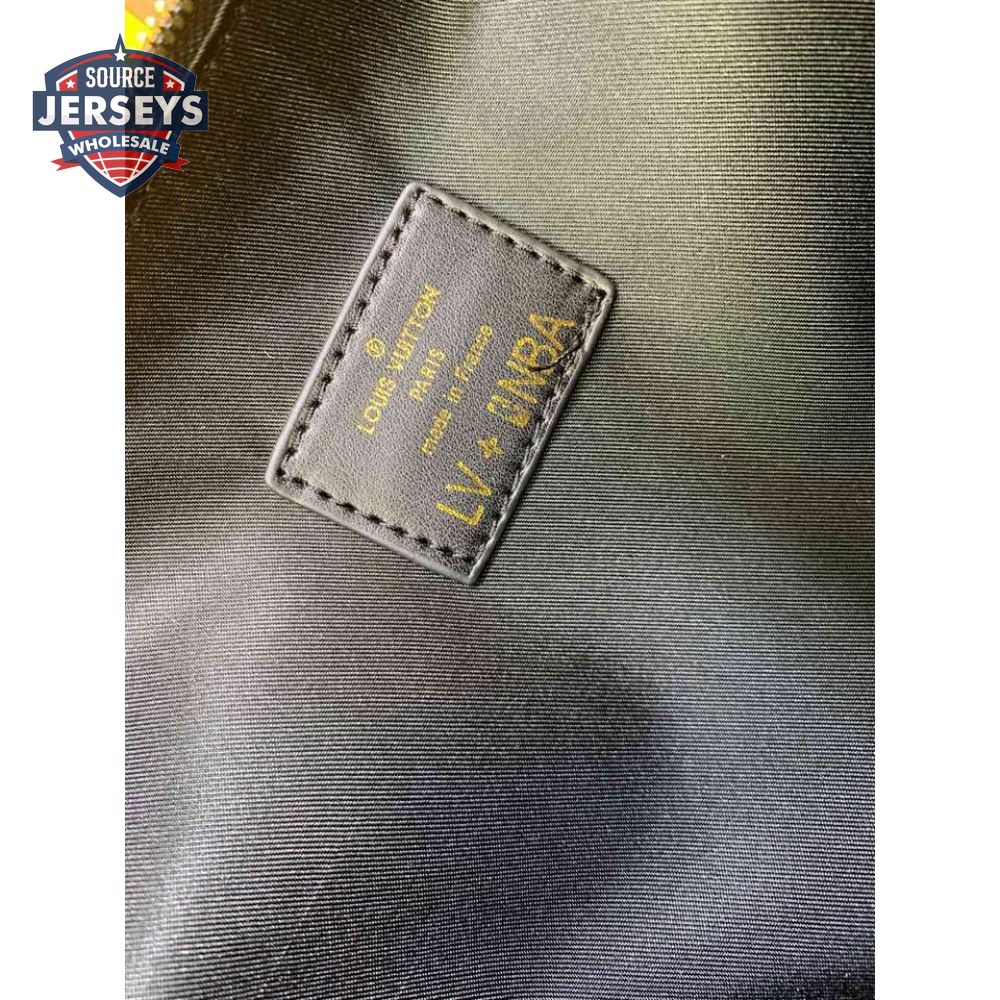 SOURCE
JERSEYS
WHOLESALE
®
LOUIS VUITTON
PARIS
made in France
LV + NBA